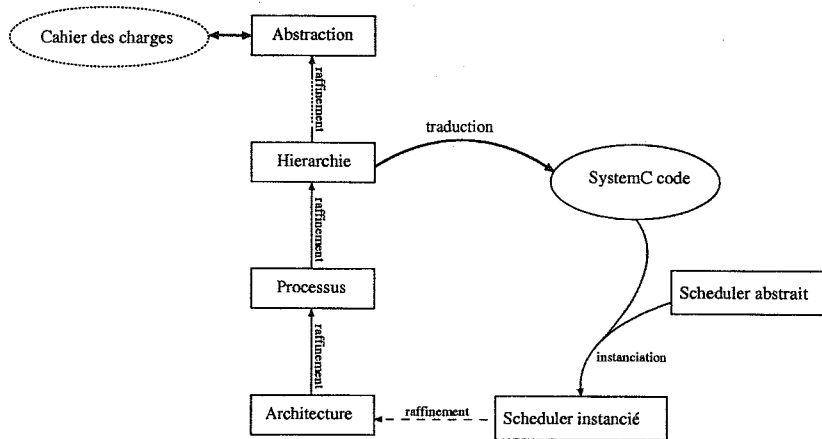 Cahier des charges
Abstraction
raffinement
traduction
Hierarchie
SystemC code
raffinement
Processus
Scheduler abstrait
raffinement
instanciation
Architecture
raffinement
Scheduler instancié